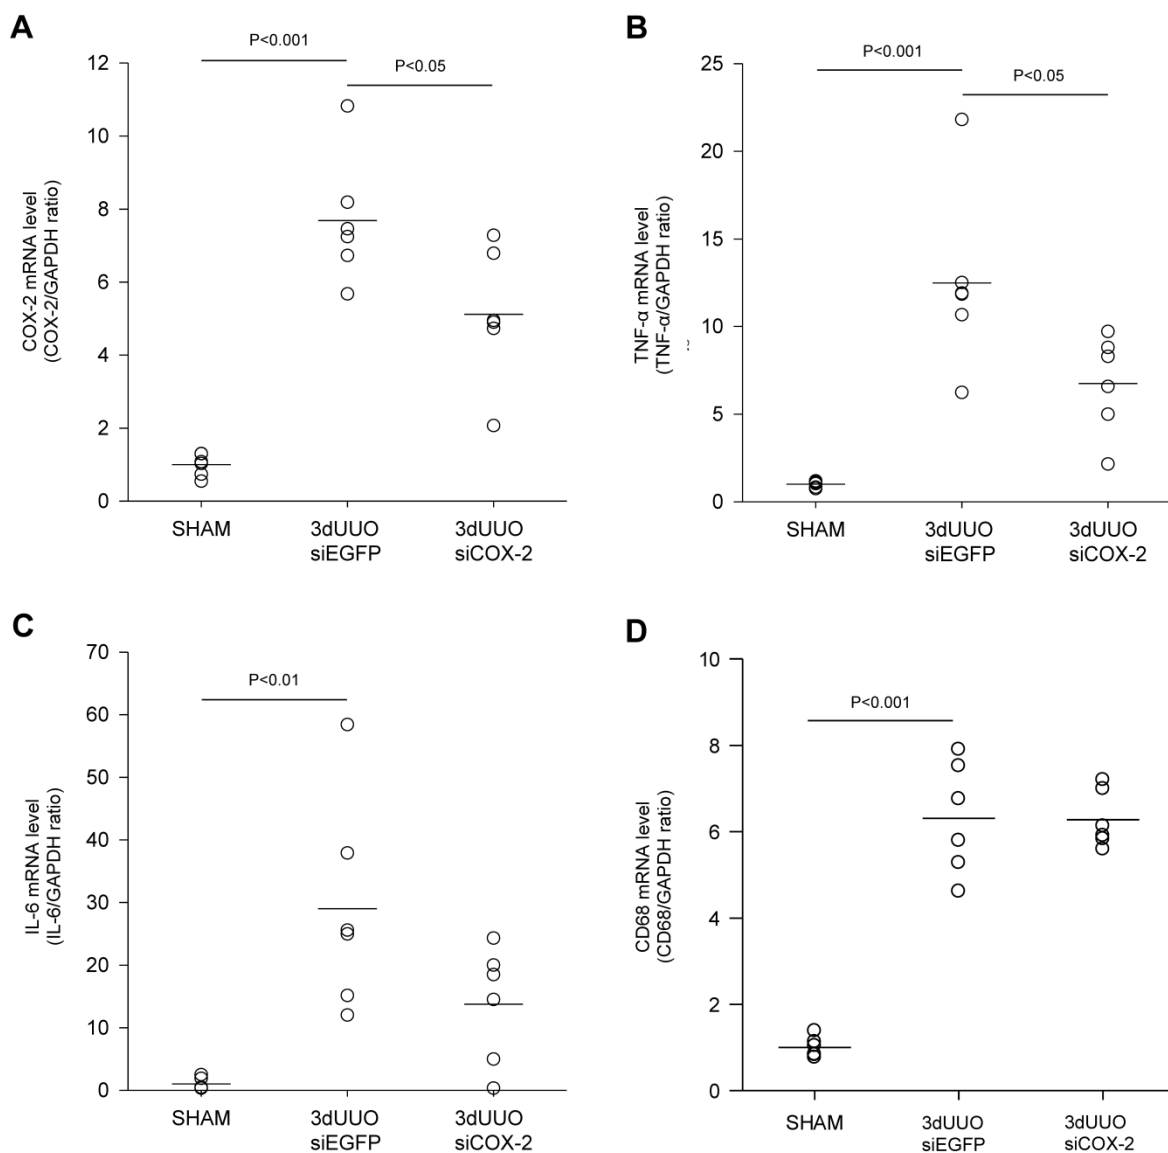 A
P<0.001
P<0.05
12
10
8
6
4
2
0
COX-2 mRNA level
(COX-2/GAPDH ratio)
SHAM
3dUUO
siEGFP
3dUUO
siCOX-2
B
P<0.001
P<0.05
25
20
15
10
5
0
TNF-α mRNA level
(TNF-α/GAPDH ratio)
SHAM
3dUUO
siEGFP
3dUUO
siCOX-2
C
P<0.01
70
60
50
40
30
20
10
0
IL-6 mRNA level
(IL-6/GAPDH ratio)
SHAM
3dUUO
siEGFP
3dUUO
siCOX-2
D
P<0.001
10
8
6
4
2
0
CD68 mRNA level
(CD68/GAPDH ratio)
SHAM
3dUUO
siEGFP
3dUUO
siCOX-2